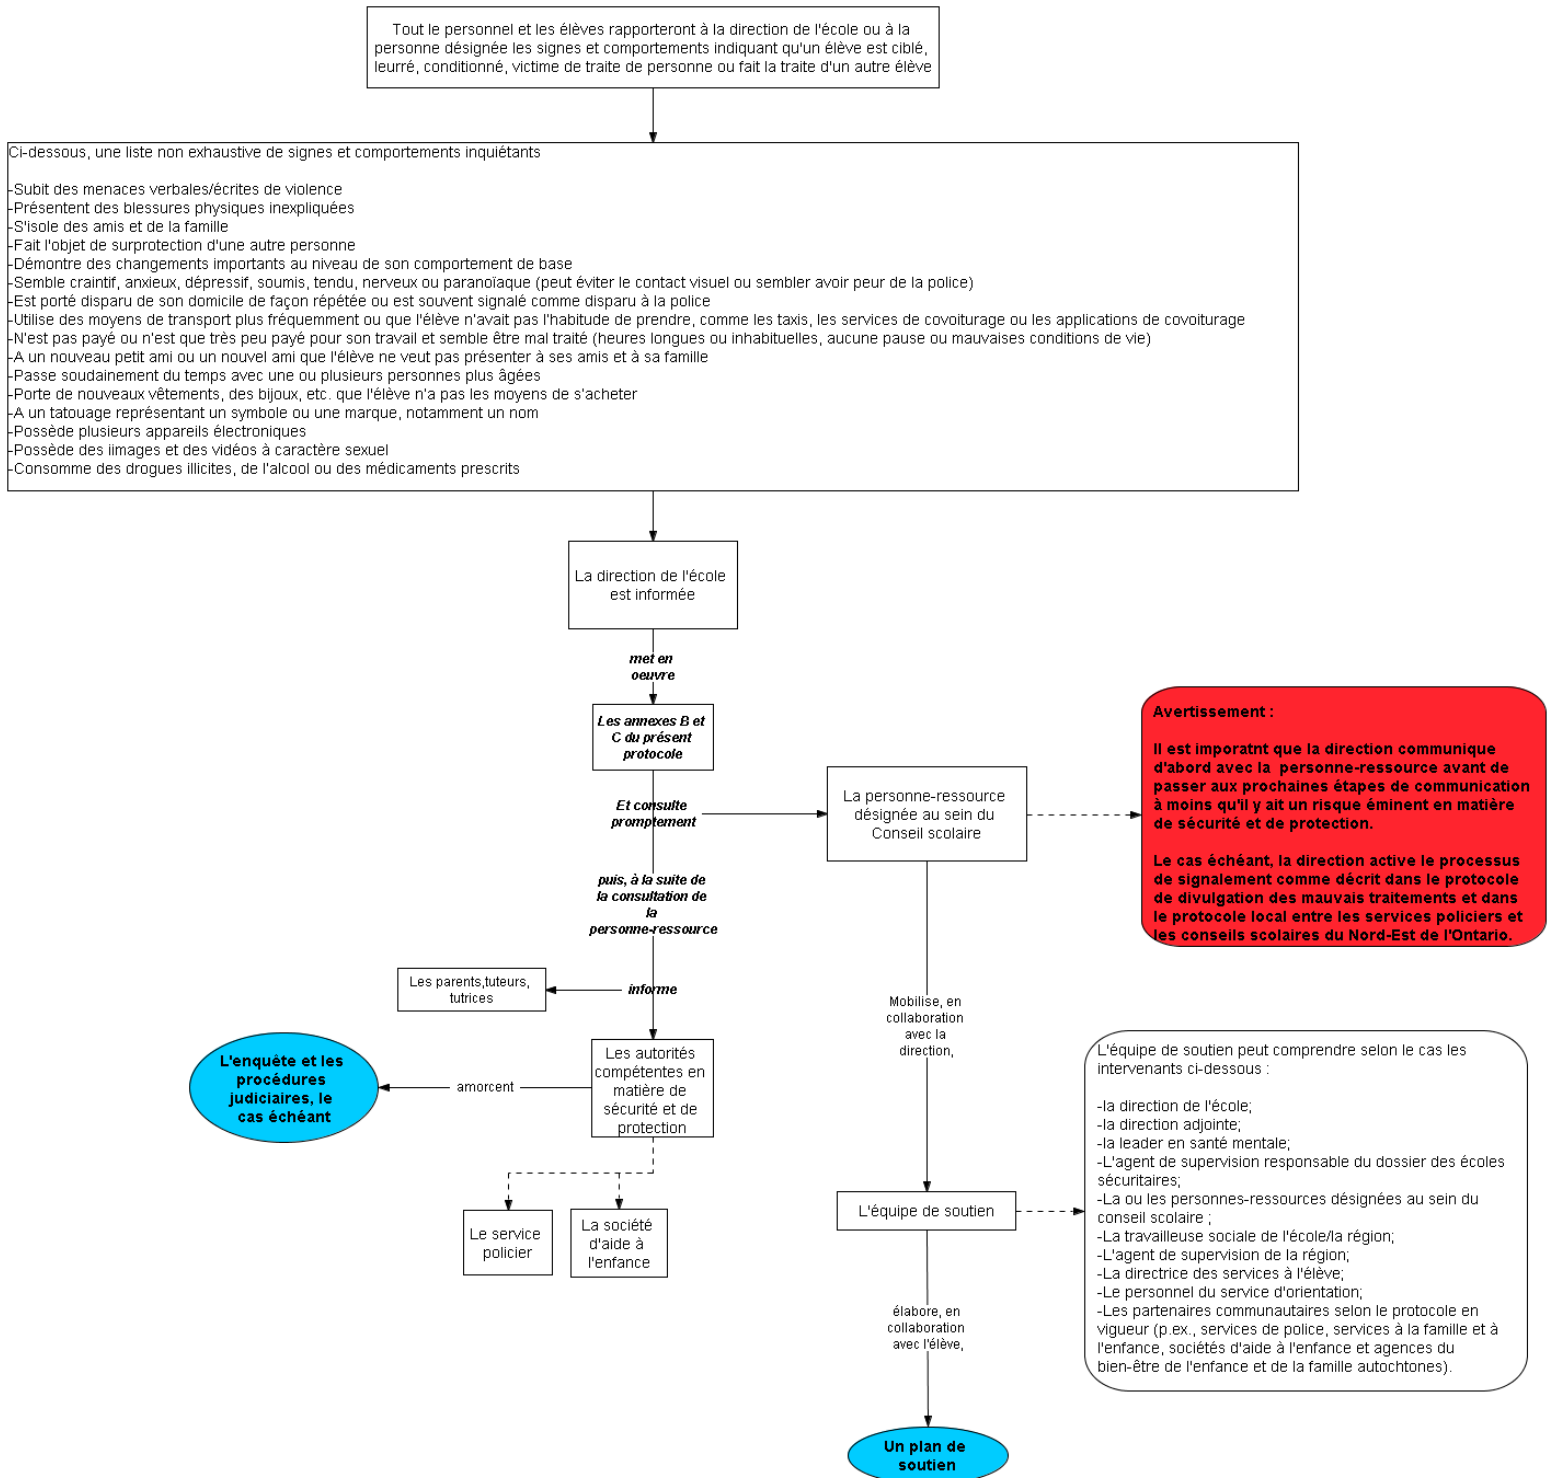 Tout le personnel et les élèves rapporteront à la direction de l'école ou à la
personne désignée les signes et comportements indiquant qu'un élève est ciblé,
leurré, conditionné, victime de traite de personne ou fait la traite d'un autre élève
Ci-dessous, une liste non exhaustive de signes et comportements inquiétants
-Subit des menaces verbales/écrites de violence
-Présentent des blessures physiques inexpliquées
-S'isole des amis et de la famille
-Fait l'objet de surprotection d'une autre personne
-Démontre des changements importants au niveau de son comportement de base
-Semble craintif, anxieux, dépressif, soumis, tendu, nerveux ou paranoïaque (peut éviter le contact visuel ou sembler avoir peur de la police)
-Est porté disparu de son domicile de façon répétée ou est souvent signalé comme disparu à la police
-Utilise des moyens de transport plus fréquemment ou que l'élève n'avait pas l'habitude de prendre, comme les taxis, les services de covoiturage ou les applications de covoiturage
-N'est pas payé ou n'est que très peu payé pour son travail et semble être mal traité (heures longues ou inhabituelles, aucune pause ou mauvaises conditions de vie)
-A un nouveau petit ami ou un nouvel ami que l'élève ne veut pas présenter à ses amis et à sa famille
-Passe soudainement du temps avec une ou plusieurs personnes plus âgées
-Porte de nouveaux vêtements, des bijoux, etc. que l'élève n'a pas les moyens de s'acheter
-A un tatouage représentant un symbole ou une marque, notamment un nom
-Possède plusieurs appareils électroniques
-Possède des iimages et des vidéos à caractère sexuel
-Consomme des drogues illicites, de l'alcool ou des médicaments prescrits
La direction de l'école
est informée
met en
oeuvre
Les annexes B et
C du présent
protocole
Et consulte
promptement
La personne-ressource
désignée au sein du
Conseil scolaire
Avertissement :
Il est imporatnt que la direction communique
d'abord avec la  personne-ressource avant de
passer aux prochaines étapes de communication
à moins qu'il y ait un risque éminent en matière
de sécurité et de protection.
Le cas échéant, la direction active le processus
de signalement comme décrit dans le protocole
de divulgation des mauvais traitements et dans
le protocole local entre les services policiers et
les conseils scolaires du Nord-Est de l'Ontario.
puis, à la suite de
la consultation de
la
personne-ressource
informe
Les parents,tuteurs,
tutrices
Les autorités
compétentes en
matière de
sécurité et de
protection
amorcent
L'enquête et les
procédures
judiciaires, le
cas échéant
Le service
policier
La société
d'aide à
l'enfance
Mobilise, en
collaboration
avec la
direction,
L'équipe de soutien
L'équipe de soutien peut comprendre selon le cas les
intervenants ci-dessous :
-la direction de l'école;
-la direction adjointe;
-la leader en santé mentale;
-L'agent de supervision responsable du dossier des écoles
sécuritaires;
-La ou les personnes-ressources désignées au sein du
conseil scolaire ;
-La travailleuse sociale de l'école/la région;
-L'agent de supervision de la région;
-La directrice des services à l'élève;
-Le personnel du service d'orientation;
-Les partenaires communautaires selon le protocole en
vigueur (p.ex., services de police, services à la famille et à
l'enfance, sociétés d'aide à l'enfance et agences du
bien-être de l'enfance et de la famille autochtones).
élabore, en
collaboration
avec l'élève,
Un plan de
soutien